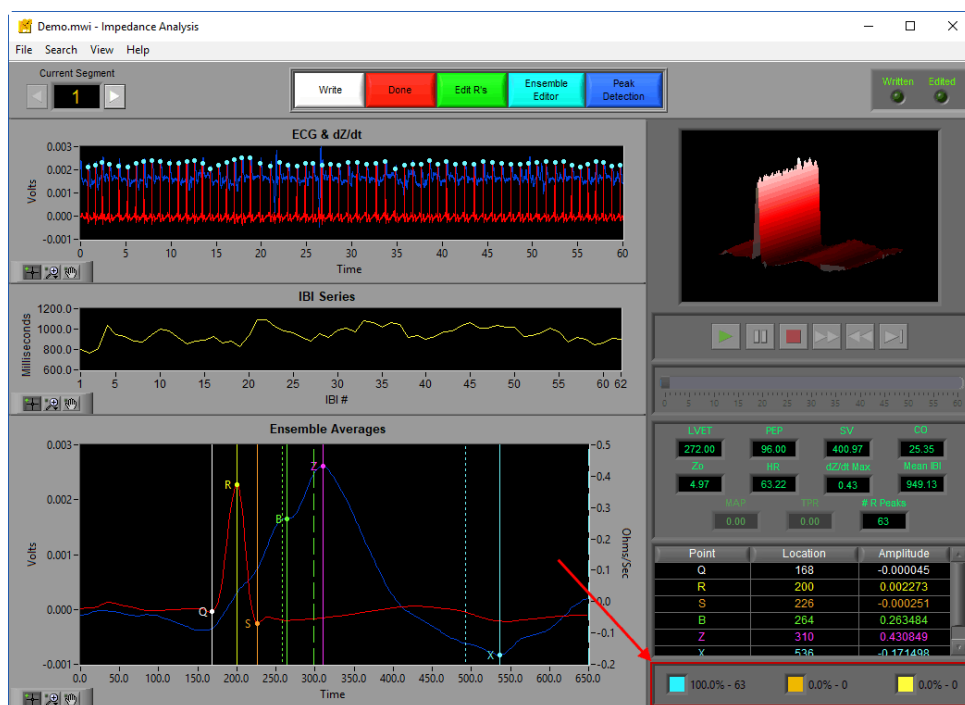 Demo.mwi - Impedance Analysis
File Search View Help
Current Segment
1
Write
Done
Edit R's
Ensemble Editor
Peak Detection
Written Edited
ECG & dZ/dt
Volts
0.003
0.002
0.001
0.000
-0.001
0 5 10 15 20 25 30 35 40 45 50 55 60
Time
IBI Series
Milliseconds
1200.0
1000.0
800.0
600.0
1 5 10 15 20 25 30 35 40 45 50 55 60 62
IBI #
Ensemble Averages
Volts
0.003
0.002
0.001
0.000
-0.001
R
Z
B
Q
S
X
0.5
0.4
0.3
0.2
0.1
-0.0
-0.1
-0.2
Ohms/Sec
0.0 50.0 100.0 150.0 200.0 250.0 300.0 350.0 400.0 450.0 500.0 550.0 600.0 650.0
Time
0 5 10 15 20 25 30 35 40 45 50 55 60
LVET PEP SV CO
272.00 96.00 400.97 25.35
Zo HR dZ/dt Max Mean IBI
4.97 63.22 0.43 949.13
MAP TPR # R Peaks
0.00 0.00 63
Point Location Amplitude
Q 168 -0.000045
R 200 0.002273
S 226 -0.000251
B 264 0.263484
Z 310 0.430849
X 536 -0.171498
100.0% - 63 0.0% - 0 0.0% - 0